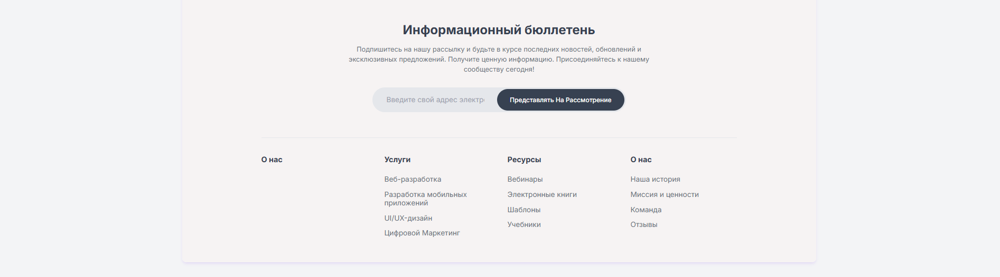 Информационный бюллетень
Подпишитесь на нашу рассылку и будьте в курсе последних новостей, обновлений и
эксклюзивных предложений. Получите ценную информацию. Присоединяйтесь к нашему
сообществу сегодня!
Введите свой адрес электр
Представлять На Рассмотрение
О нас
Услуги
Веб-разработка
Разработка мобильных
приложений
UI/UX-дизайн
Цифровой Маркетинг
Ресурсы
Вебинары
Электронные книги
Шаблоны
Учебники
О нас
Наша история
Миссия и ценности
Команда
Отзывы